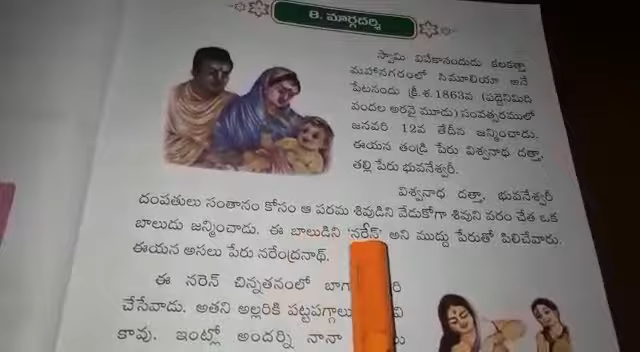 8. మార్గదర్శి
స్వామి వివేకానందుడు కలకత్తా
మహానగరంలో సిమూలియా అనే
పేటనందు క్రీ.శ.1863వ (పద్దెనిమిది
వందల అరవై మూడు) సంవత్సరములో
జనవరి 12వ తేదీన జన్మించాడు.
ఈయన తండ్రి పేరు విశ్వనాథ దత్తా,
తల్లి పేరు భువనేశ్వరీ.
విశ్వనాథ దత్తా, భువనేశ్వరీ
దంపతులు సంతానం కోసం ఆ పరమ శివుడిని వేడుకోగా శివుని వరం చేత ఒక
బాలుడు జన్మించాడు. ఈ బాలుడిని 'నరేన్' అని ముద్దు పేరుతో పిలిచేవారు.
ఈయన అసలు పేరు నరేంద్రనాథ్.
ఈ నరేన్ చిన్నతనంలో
చేసేవాడు. అతని అల్లరికి పట్టపగ్గాలు
కావు. ఇంట్లో అందర్ని నానా